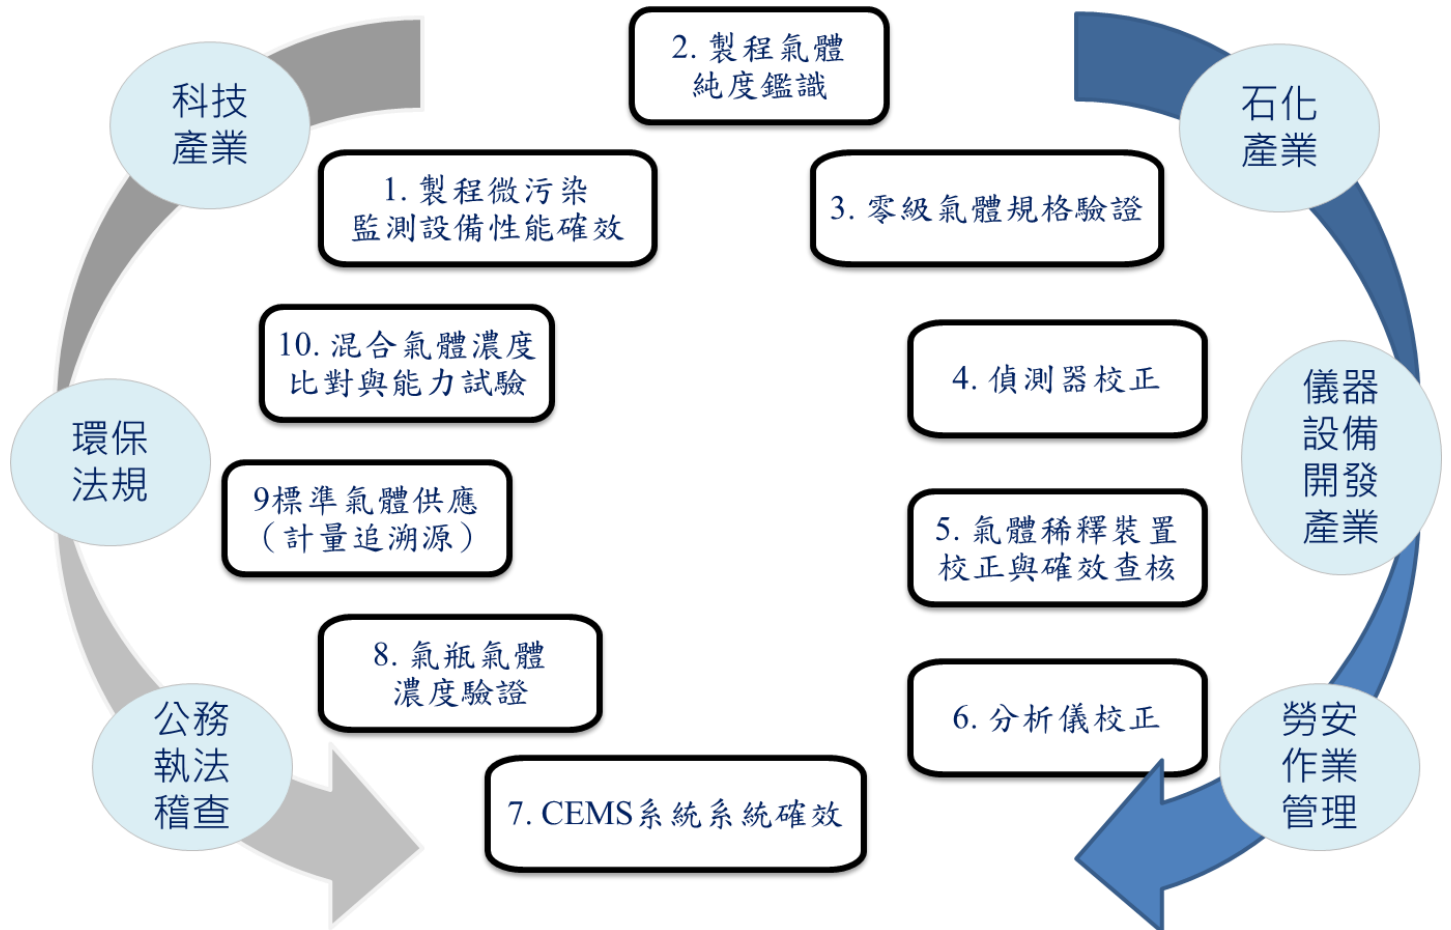 科技
產業
環保
法規
公務
執法
稽查
2. 製程氣體
純度鑑識
1. 製程微污染
監測設備性能確效
3. 零級氣體規格驗證
10. 混合氣體濃度
比對與能力試驗
4. 偵測器校正
9標準氣體供應
（計量追溯源）
5. 氣體稀釋裝置
校正與確效查核
8. 氣瓶氣體
濃度驗證
6. 分析儀校正
7. CEMS系統系統確效
石化
產業
儀器
設備
開發
產業
勞安
作業
管理